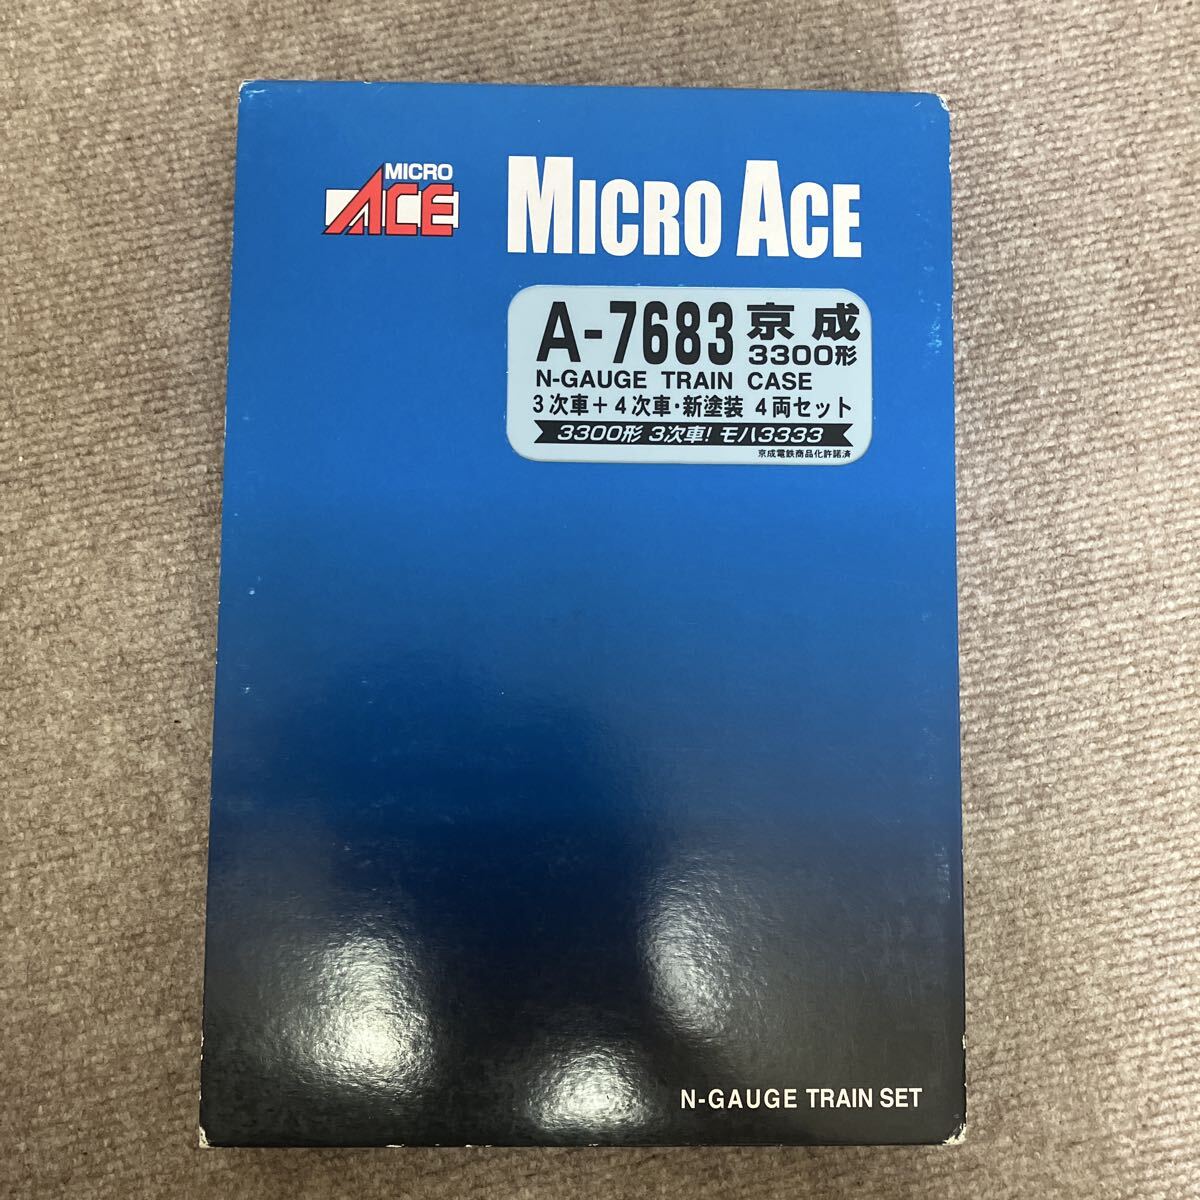 MICRO
ACE
MICRO ACE
A-7683 京成
3300形
N-GAUGE TRAIN CASE
3次車+4次車・新塗装 4両セット
3300形 3次車! モハ3333
京成電鉄商品化許諾済
N-GAUGE TRAIN SET